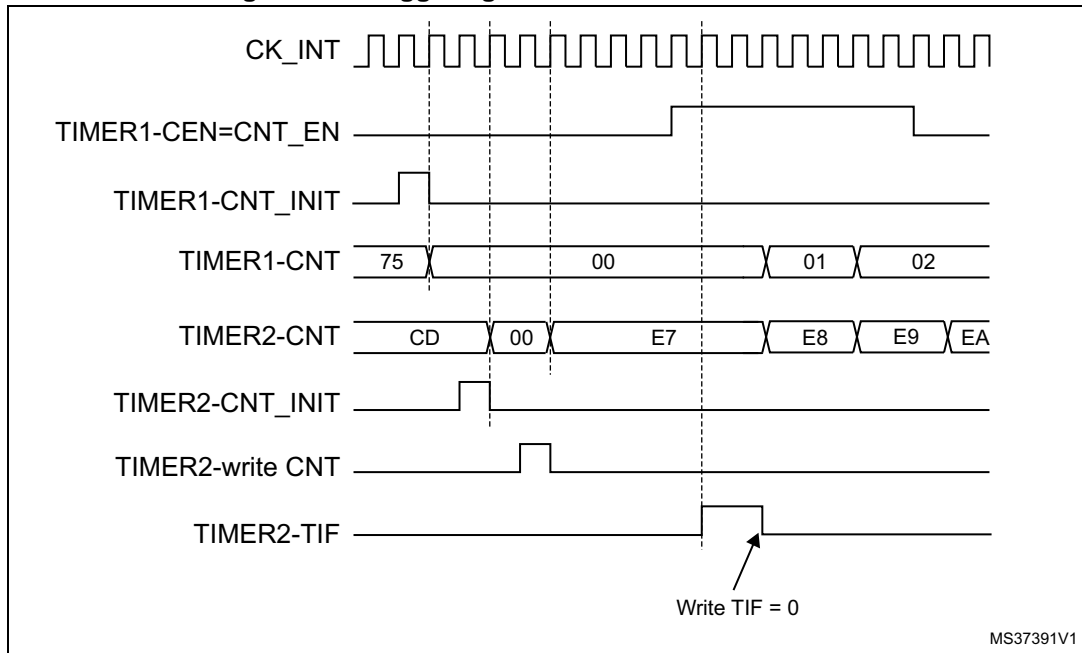 CK_INT
TIMER1-CEN=CNT_EN
TIMER1-CNT_INIT
TIMER1-CNT 75 00 01 02
TIMER2-CNT CD 00 E7 E8 E9 EA
TIMER2-CNT_INIT
TIMER2-write CNT
TIMER2-TIF
Write TIF = 0
MS37391V1